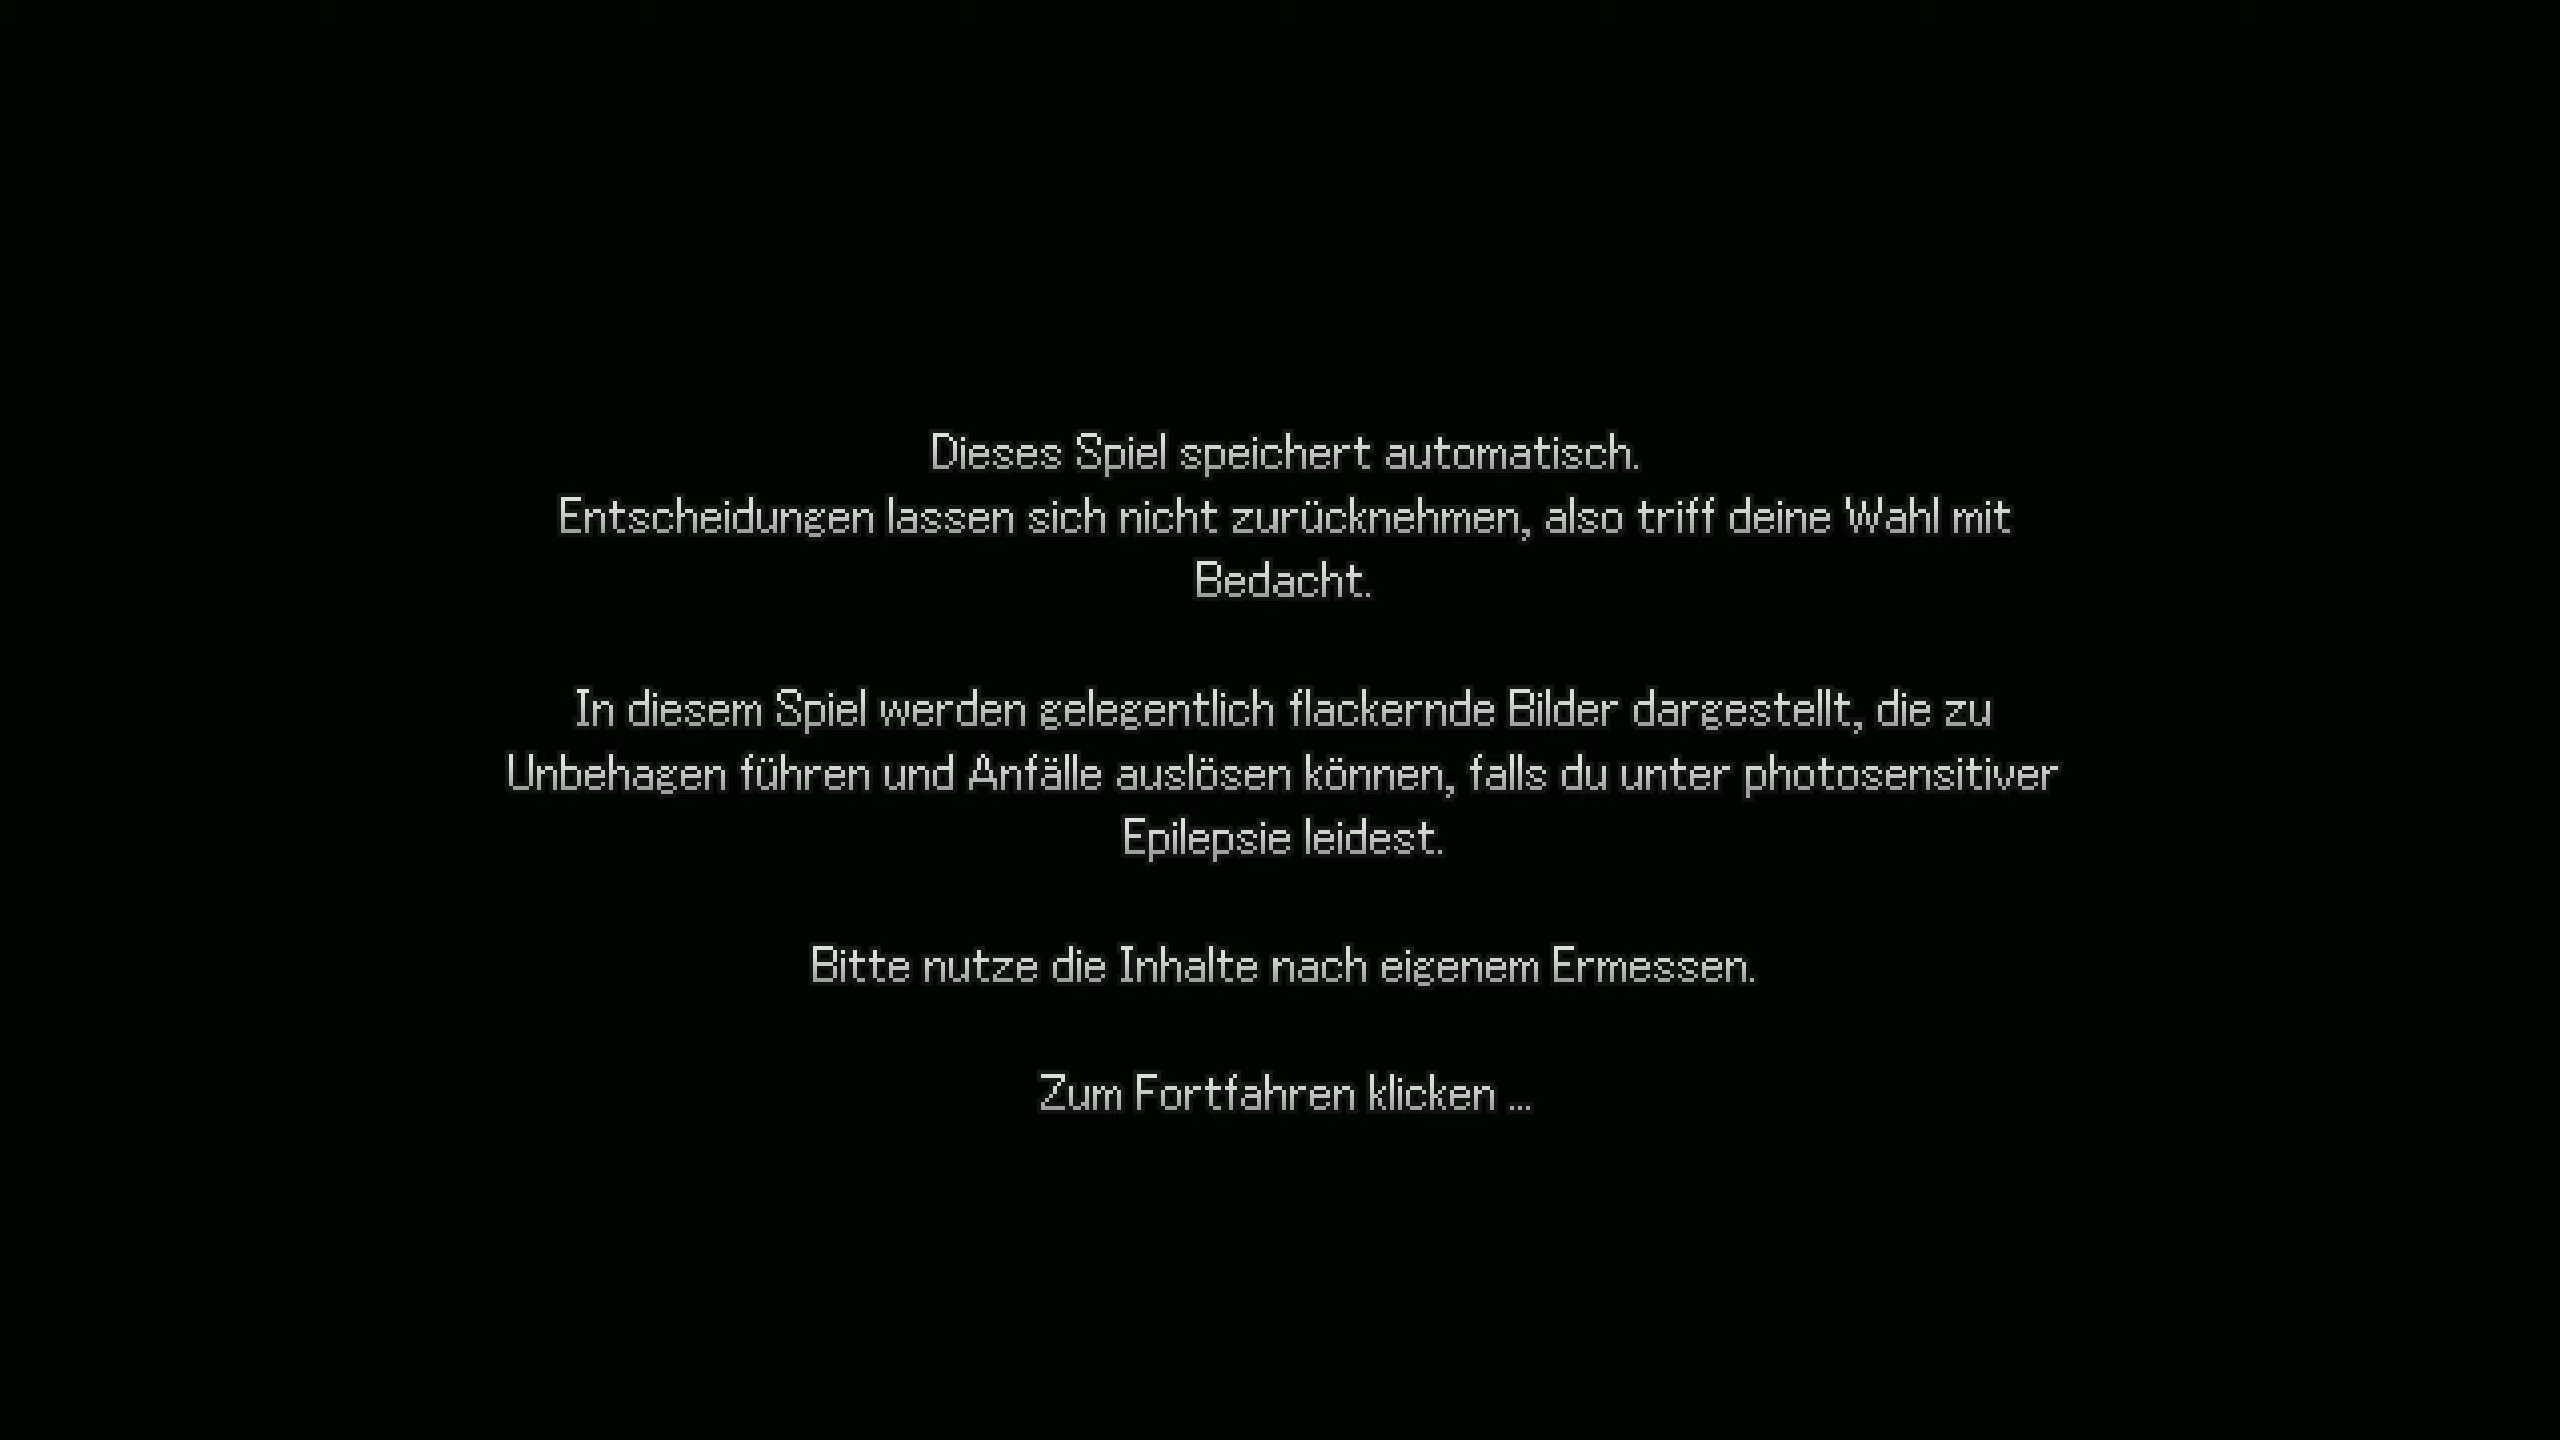 Dieses Spiel speichert automatisch.
Entscheidungen lassen sich nicht zurücknehmen, also triff deine Wahl mit
Bedacht.
In diesem Spiel werden gelegentlich flackernde Bilder dargestellt, die zu
Unbehagen führen und Anfälle auslösen können, falls du unter photosensitiver
Epilepsie leidest.
Bitte nutze die Inhalte nach eigenem Ermessen.
Zum Fortfahren klicken ...